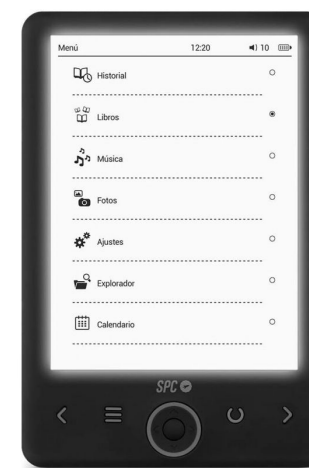 Menú 12:20 10
Historial
Libros
Música
Fotos
Ajustes
Explorador
Calendario
SPC